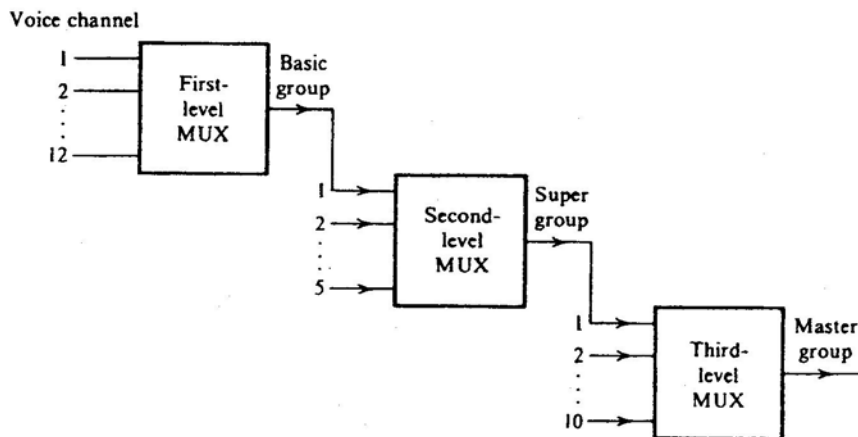 Voice channel
1
2
12
First-
level
MUX
Basic
group
1
2
5
Second-
level
MUX
Super
group
1
2
10
Third-
level
MUX
Master
group